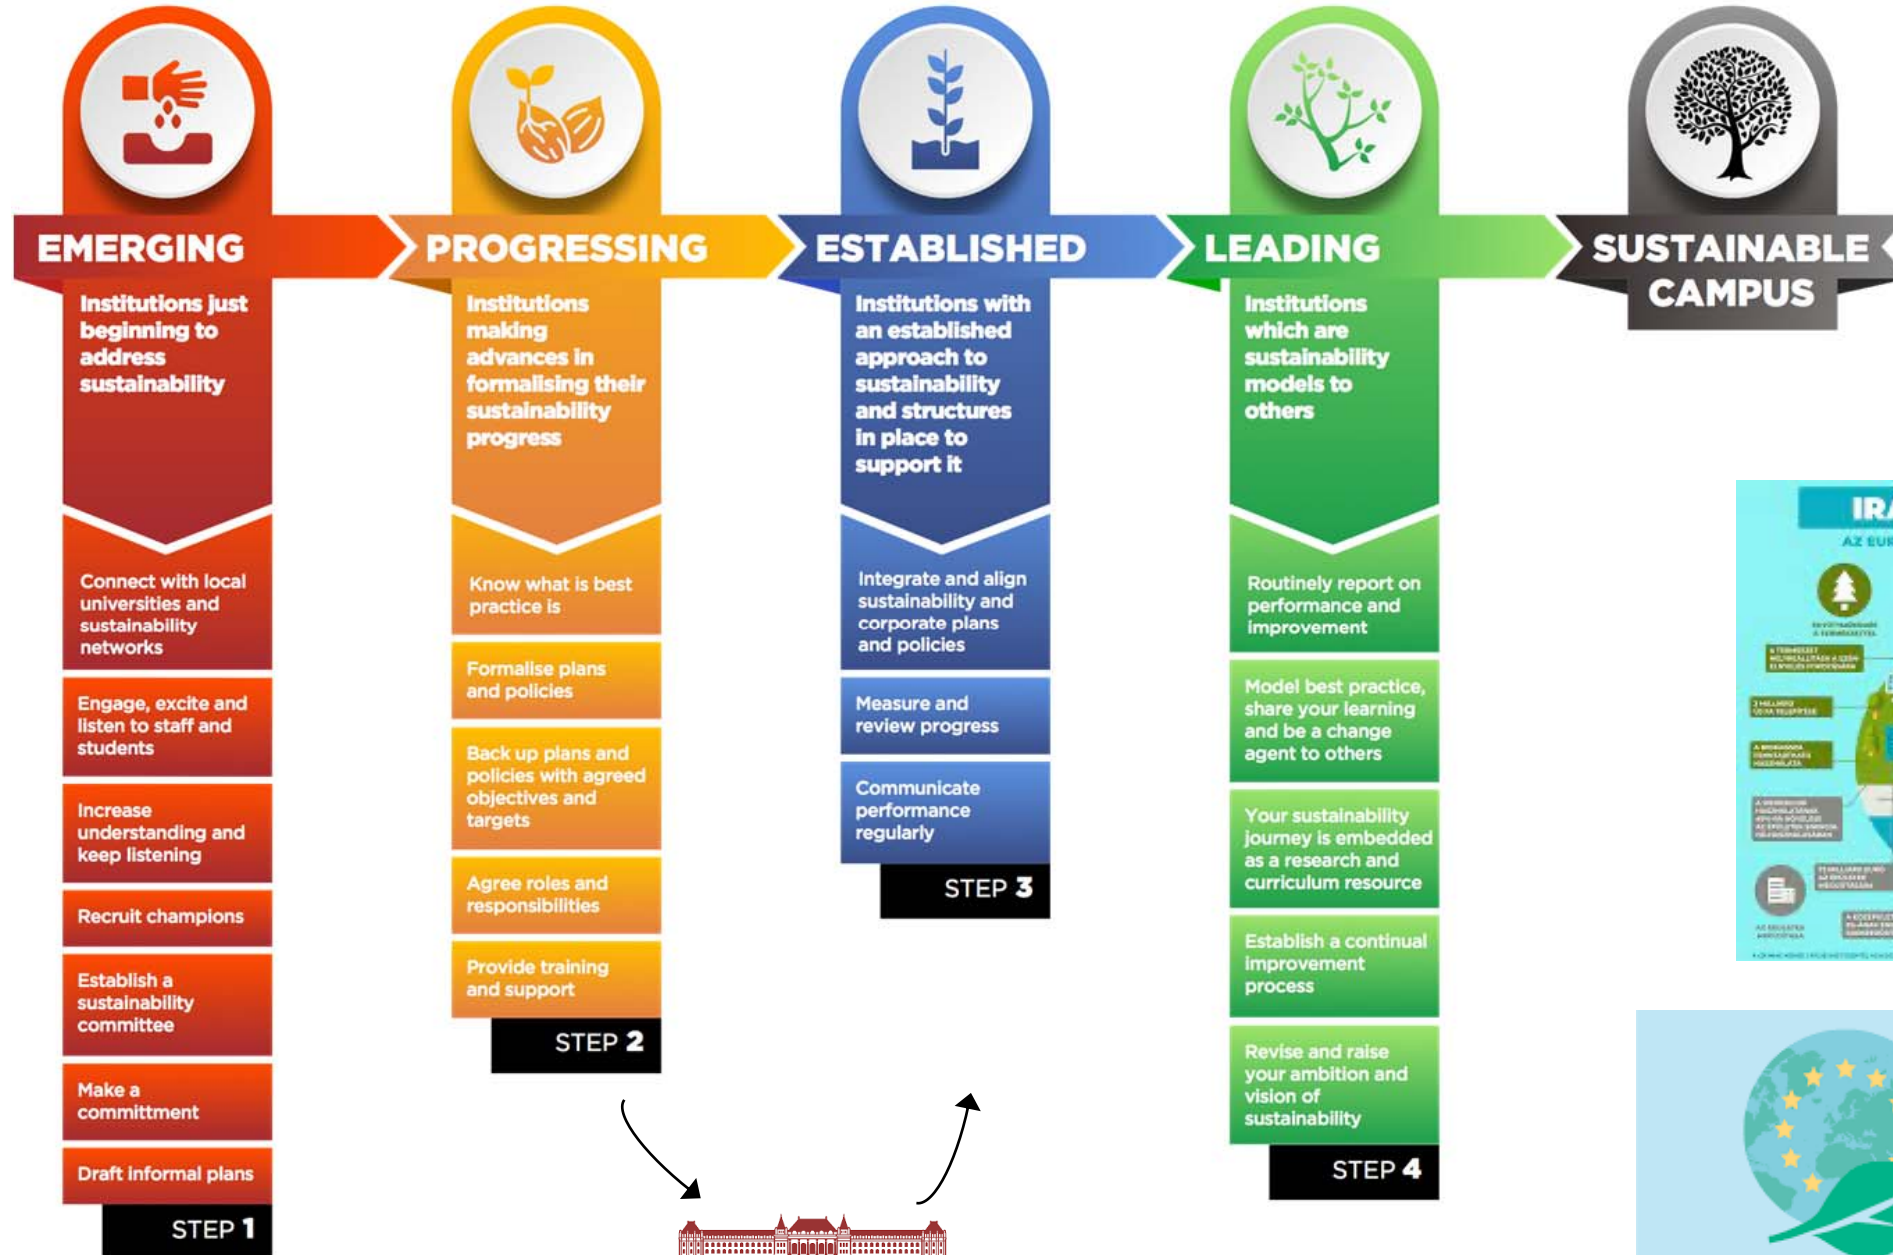 EMERGING
Institutions just
beginning to
address
sustainability
Connect with local
universities and
sustainability
networks
Engage, excite and
listen to staff and
students
Increase
understanding and
keep listening
Recruit champions
Establish a
sustainability
committee
Make a
committment
Draft informal plans
STEP 1
PROGRESSING
Institutions
making
advances in
formalising their
sustainability
progress
Know what is best
practice is
Formalise plans
and policies
Back up plans and
policies with agreed
objectives and
targets
Agree roles and
responsibilities
Provide training
and support
STEP 2
ESTABLISHED
Institutions with
an established
approach to
sustainability
and structures
in place to
support it
Integrate and align
sustainability and
corporate plans
and policies
Measure and
review progress
Communicate
performance
regularly
STEP 3
LEADING
Institutions
which are
sustainability
models to
others
Routinely report on
performance and
improvement
Model best practice,
share your learning
and be a change
agent to others
Your sustainability
journey is embedded
as a research and
curriculum resource
Establish a continual
improvement
process
Revise and raise
your ambition and
vision of
sustainability
STEP 4
SUSTAINABLE
CAMPUS
AZ EUR